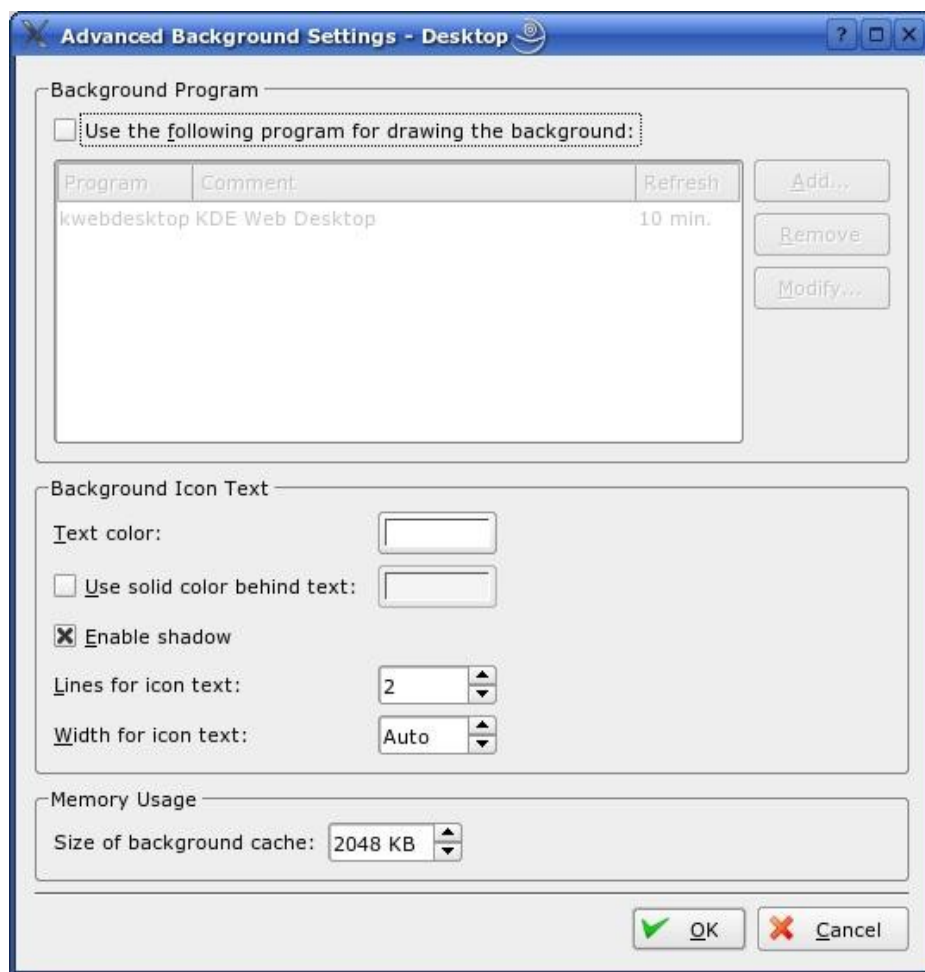 Advanced Background Settings - Desktop
Background Program
Use the following program for drawing the background:
Program Comment Refresh
kwebdesktop KDE Web Desktop 10 min.
Add...
Remove
Modify...
Background Icon Text
Text color:
Use solid color behind text:
Enable shadow
Lines for icon text: 2
Width for icon text: Auto
Memory Usage
Size of background cache: 2048 KB
OK Cancel